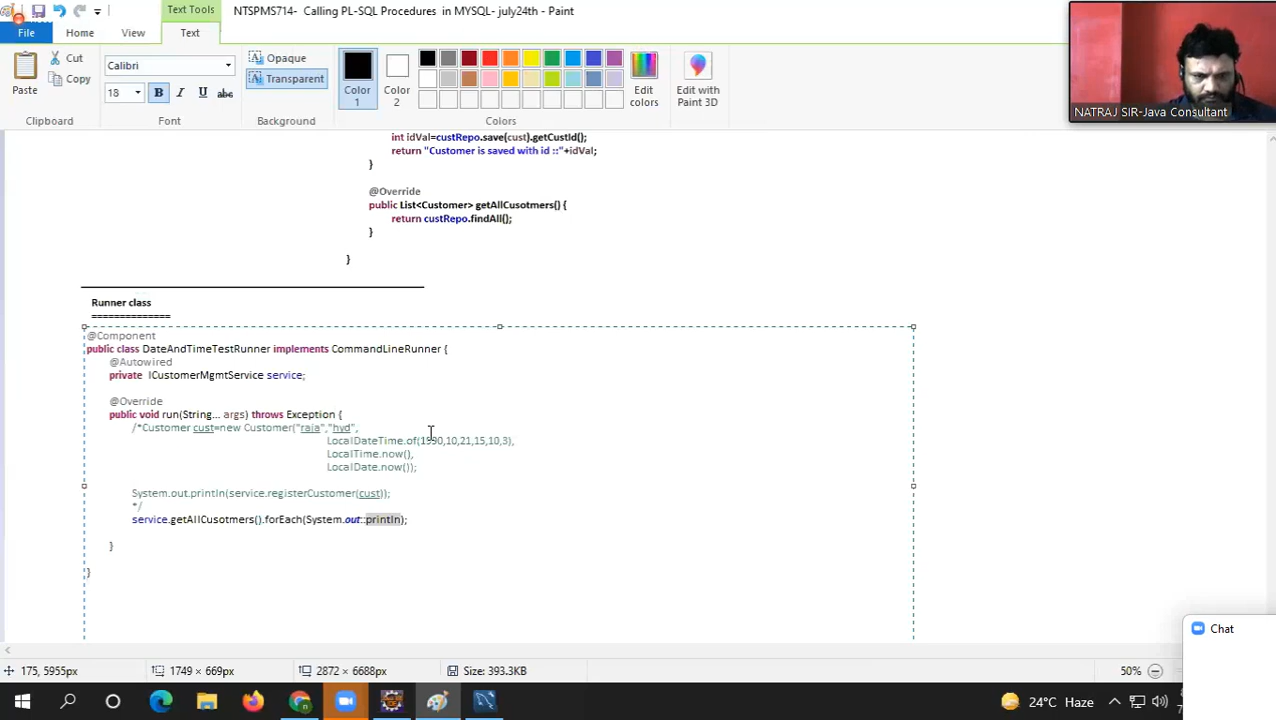 Text Tools
NTSPMS714- Calling PL-SQL Procedures in MYSQL- july24th - Paint
File Home View Text
Paste
Cut
Copy
Clipboard
Calibri
18 B I U abc
Font
Opaque
Transparent
Background
Color 1
Color 2
Colors
Edit colors
Edit with Paint 3D
NATRAJ SIR-Java Consultant
int idVal=custRepo.save(cust).getCustId();
return "Customer is saved with id ::"+idVal;
}
@Override
public List<Customer> getAllCusotmers() {
return custRepo.findAll();
}
}
Runner class
==============
@Component
public class DateAndTimeTestRunner implements CommandLineRunner {
@Autowired
private ICustomerMgmtService service;
@Override
public void run(String... args) throws Exception {
/*Customer cust=new Customer("raja","hyd",
LocalDateTime.of(1990,10,21,15,10,3),
LocalTime.now(),
LocalDate.now());
System.out.println(service.registerCustomer(cust));
*/
service.getAllCusotmers().forEach(System.out::println);
}
}
Chat
175, 5955px
1749 × 669px
2872 × 6688px
Size: 393.3KB
50%
24°C Haze